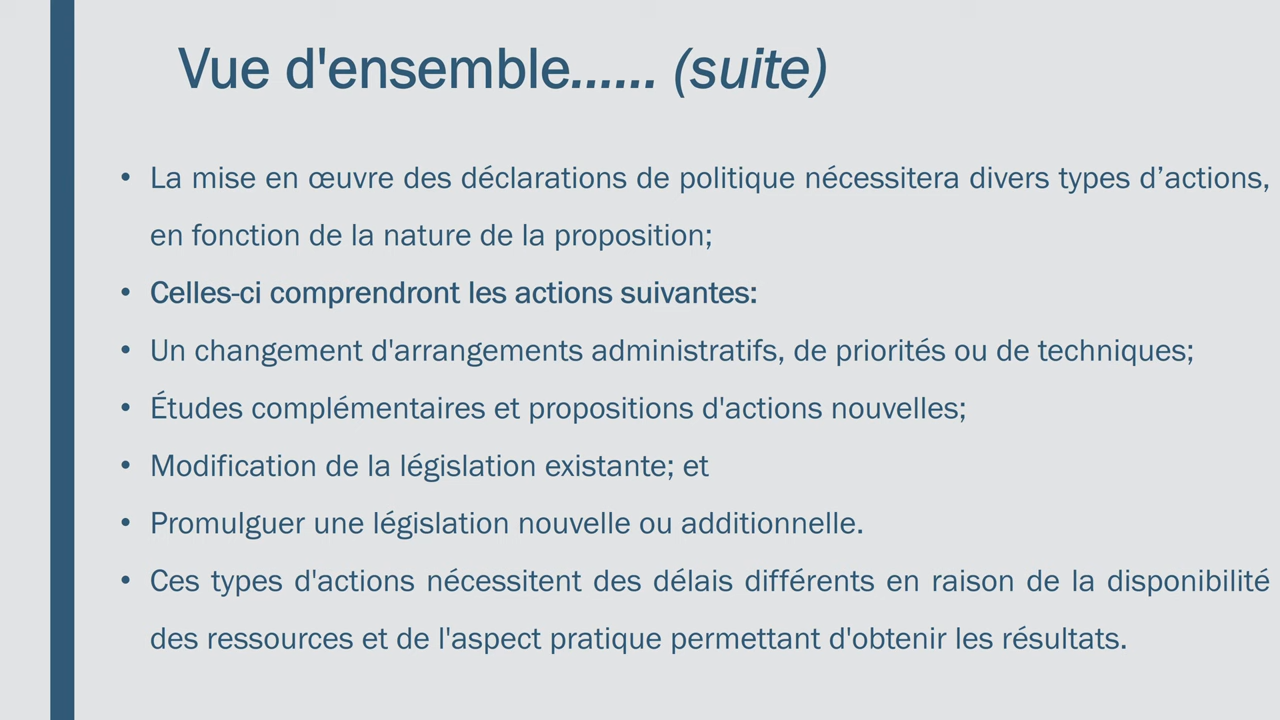 Vue d'ensemble...... (suite)
• La mise en œuvre des déclarations de politique nécessitera divers types d’actions,
en fonction de la nature de la proposition;
• Celles-ci comprendront les actions suivantes:
• Un changement d'arrangements administratifs, de priorités ou de techniques;
• Études complémentaires et propositions d'actions nouvelles;
• Modification de la législation existante; et
• Promulguer une législation nouvelle ou additionnelle.
• Ces types d'actions nécessitent des délais différents en raison de la disponibilité
des ressources et de l'aspect pratique permettant d'obtenir les résultats.